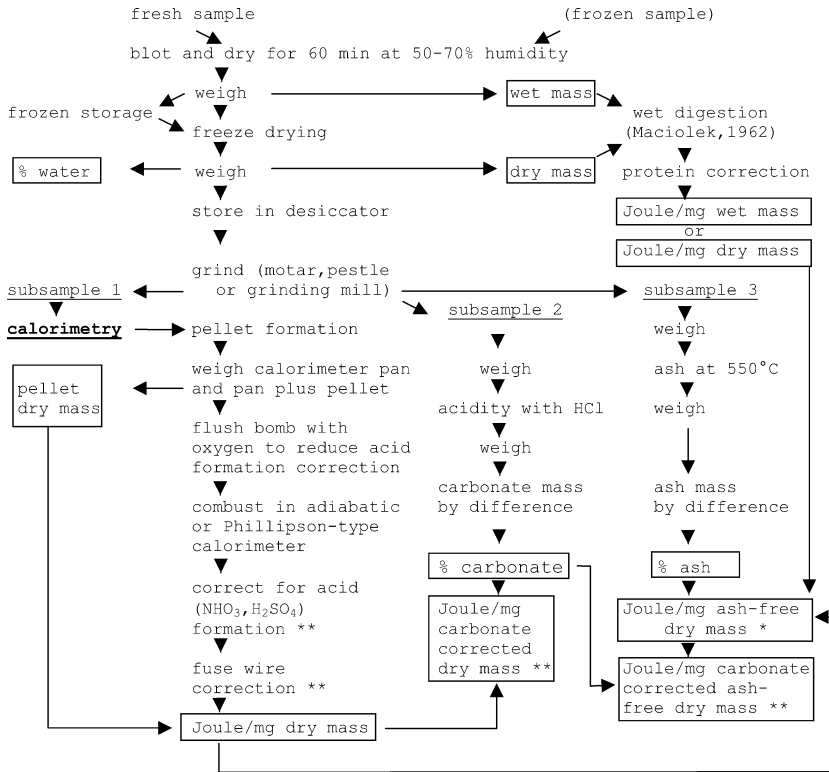 fresh sample
(frozen sample)
blot and dry for 60 min at 50-70% humidity
weigh
wet mass
frozen storage
freeze drying
wet digestion
(Maciolek,1962)
% water
weigh
dry mass
protein correction
store in desiccator
Joule/mg wet mass
or
Joule/mg dry mass
grind (motar,pestle
or grinding mill)
subsample 1
subsample 2
subsample 3
calorimetry
pellet formation
weigh
weigh calorimeter pan
and pan plus pellet
weigh
ash at 550°C
pellet
dry mass
acidity with HCl
weigh
flush bomb with
oxygen to reduce acid
formation correction
weigh
carbonate mass
by difference
ash mass
by difference
combust in adiabatic
or Phillipson-type
calorimeter
% carbonate
% ash
correct for acid
(NHO₃,H₂SO₄)
formation **
Joule/mg
carbonate
corrected
dry mass **
Joule/mg ash-free
dry mass *
fuse wire
correction **
Joule/mg carbonate
corrected ash-
free dry mass **
Joule/mg dry mass